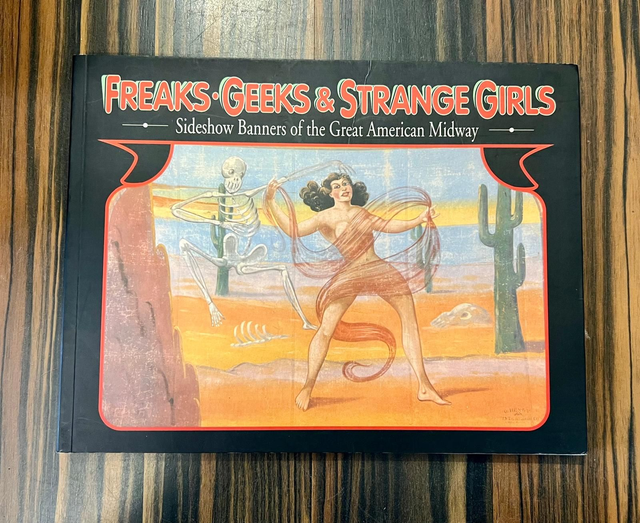 FREAKS•GEEKS & STRANGE GIRLS
Sideshow Banners of the Great American Midway